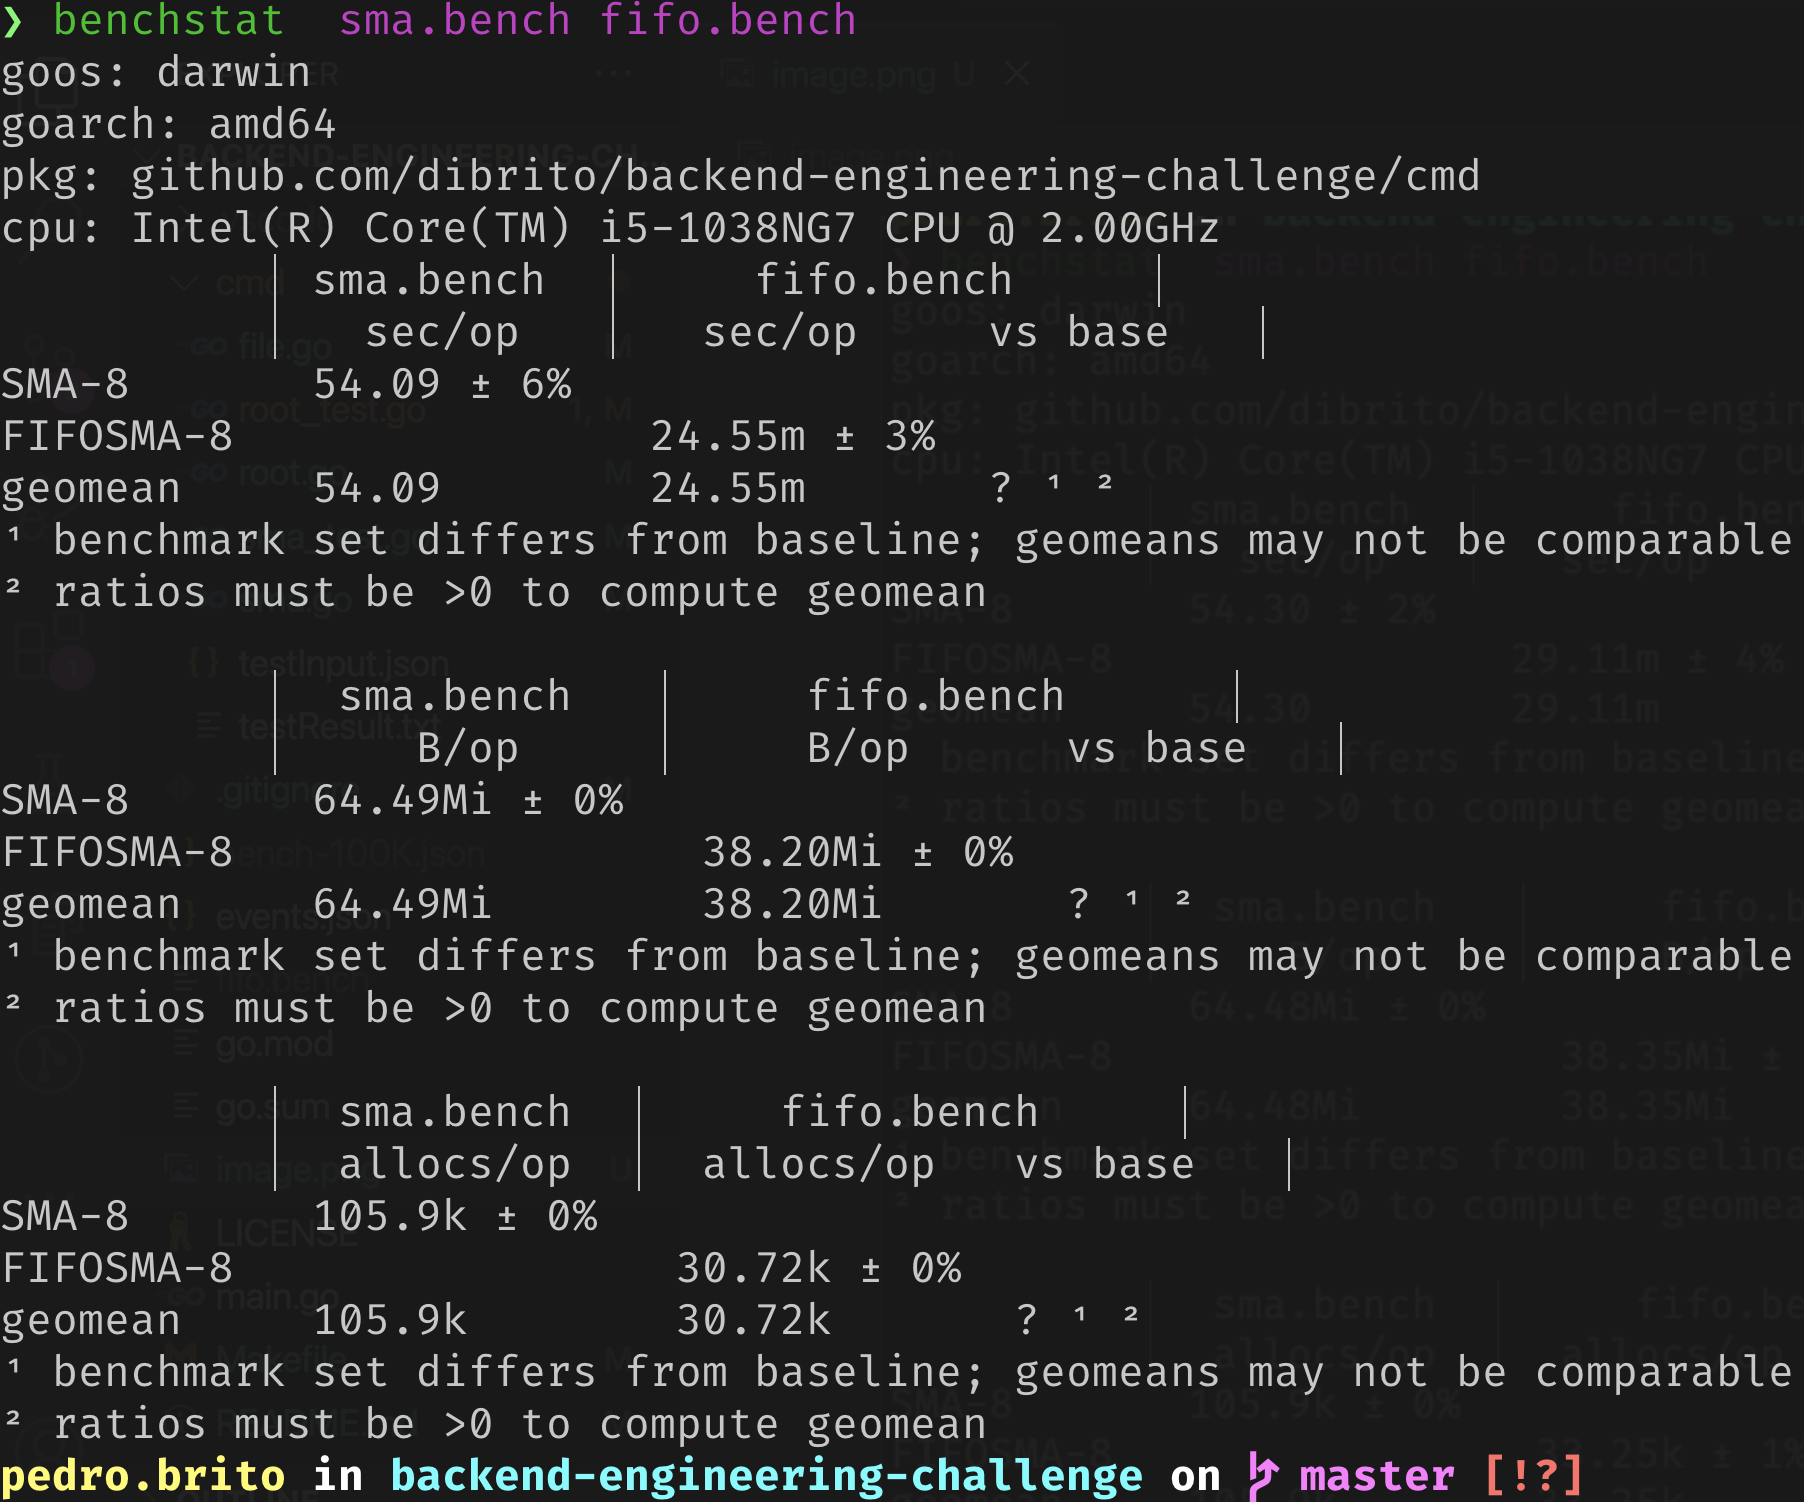 ❯ benchstat  sma.bench fifo.bench
goos: darwin
goarch: amd64
pkg: github.com/dibrito/backend-engineering-challenge/cmd
cpu: Intel(R) Core(TM) i5-1038NG7 CPU @ 2.00GHz
│ sma.bench │ fifo.bench │
│ sec/op │ sec/op vs base │
SMA-8 54.09 ± 6%
FIFOSMA-8 24.55m ± 3%
geomean 54.09 24.55m ? ¹ ²
¹ benchmark set differs from baseline; geomeans may not be comparable
² ratios must be >0 to compute geomean
│ sma.bench │ fifo.bench │
│ B/op │ B/op vs base │
SMA-8 64.49Mi ± 0%
FIFOSMA-8 38.20Mi ± 0%
geomean 64.49Mi 38.20Mi ? ¹ ²
¹ benchmark set differs from baseline; geomeans may not be comparable
² ratios must be >0 to compute geomean
│ sma.bench │ fifo.bench │
│ allocs/op │ allocs/op vs base │
SMA-8 105.9k ± 0%
FIFOSMA-8 30.72k ± 0%
geomean 105.9k 30.72k ? ¹ ²
¹ benchmark set differs from baseline; geomeans may not be comparable
² ratios must be >0 to compute geomean
pedro.brito in backend-engineering-challenge on master [!?]